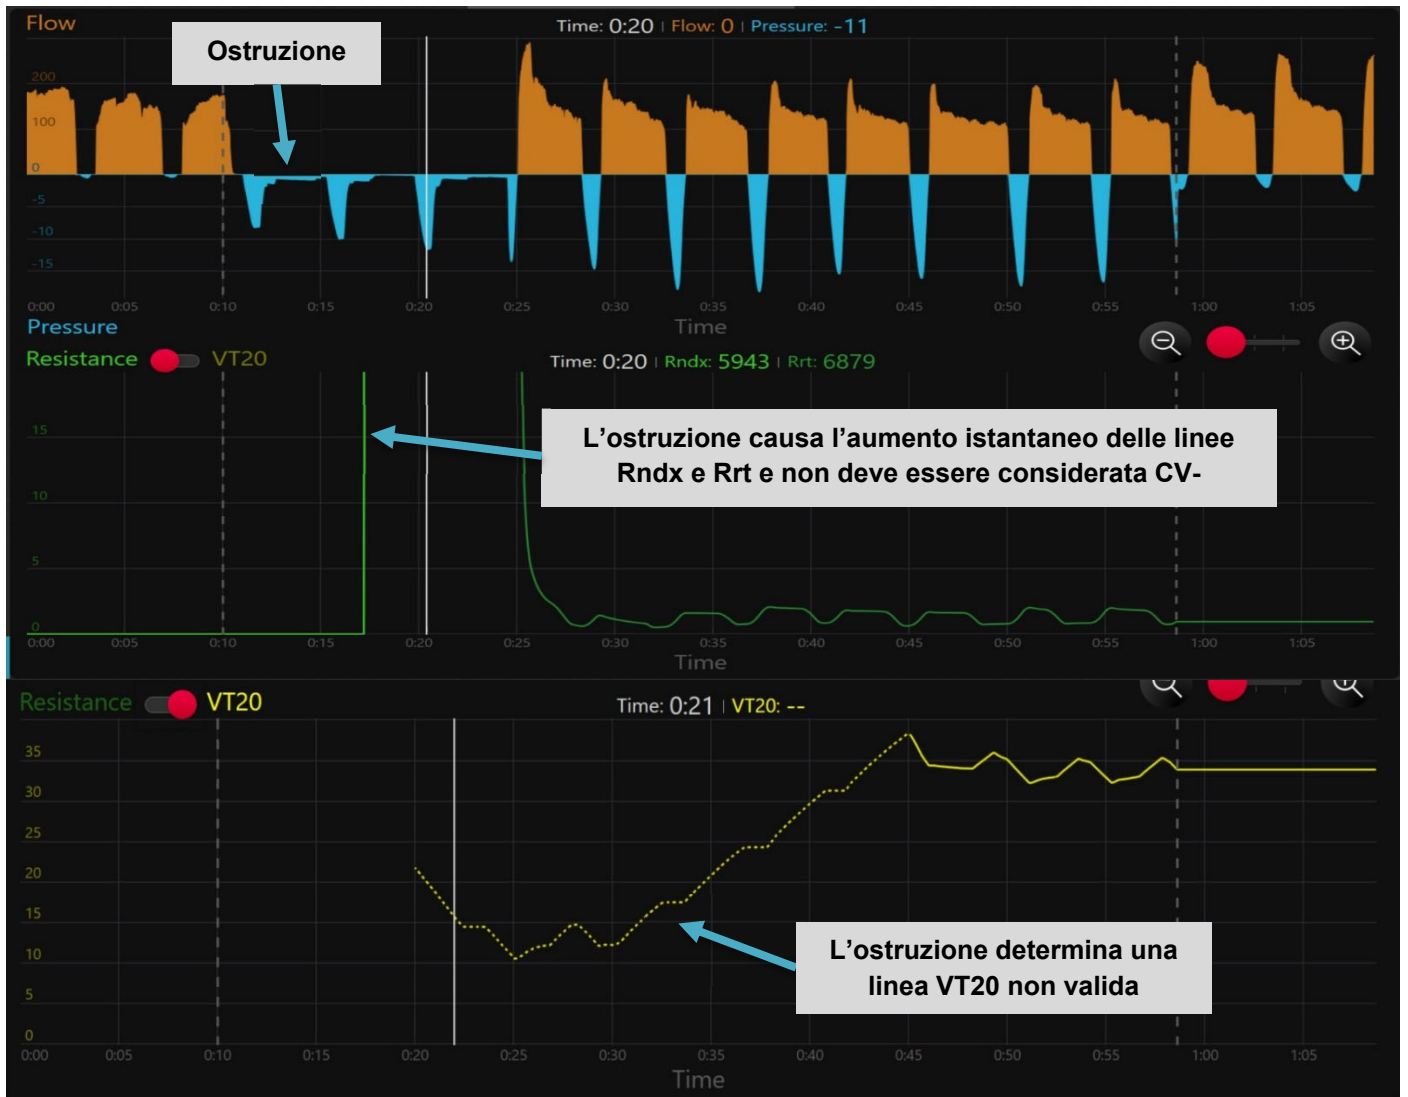 Flow
Time: 0:20 | Flow: 0 | Pressure: -11
Ostruzione
200
100
0
-5
-10
-15
0:00 0:05 0:10 0:15 0:20 0:25 0:30 0:35 0:40 0:45 0:50 0:55 1:00 1:05
Time
Pressure
Resistance VT20
Time: 0:20 | Rndx: 5943 | Rrt: 6879
L'ostruzione causa l'aumento istantaneo delle linee
Rndx e Rrt e non deve essere considerata CV-
15
10
5
0
0:00 0:05 0:10 0:15 0:20 0:25 0:30 0:35 0:40 0:45 0:50 0:55 1:00 1:05
Time
Resistance VT20
Time: 0:21 | VT20: --
35
30
25
20
15
10
5
0
L'ostruzione determina una
linea VT20 non valida
0:00 0:05 0:10 0:15 0:20 0:25 0:30 0:35 0:40 0:45 0:50 0:55 1:00 1:05
Time